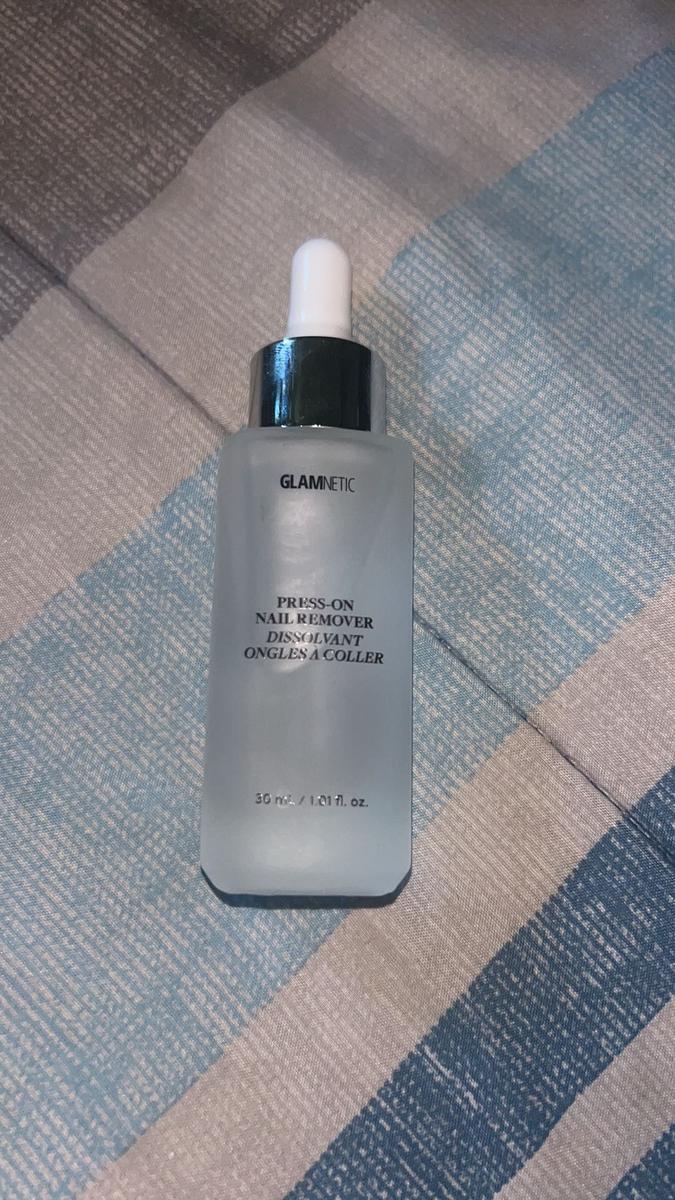 GLAMNETIC
PRESS-ON
NAIL REMOVER
DISSOLVANT
ONGLES À COLLER
30 mL / 1.01 fl. oz.